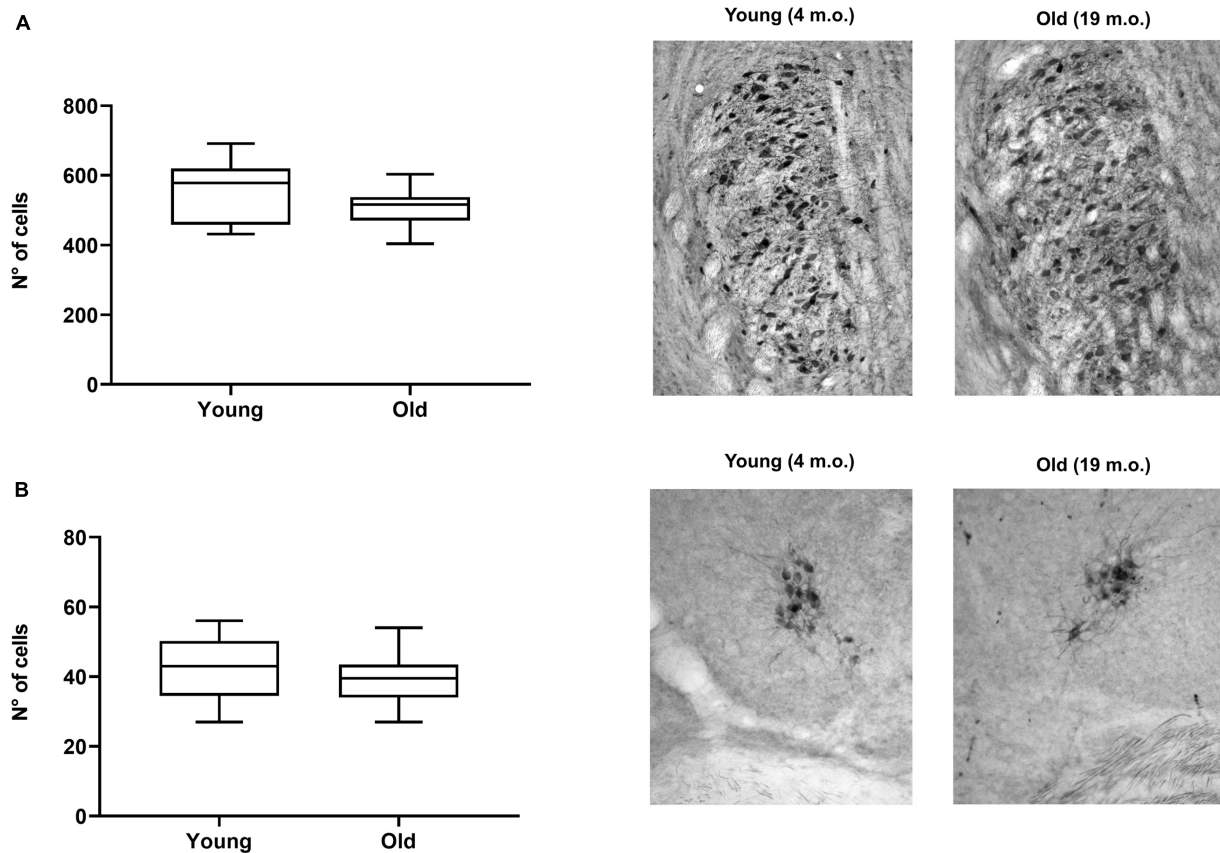 A
Young (4 m.o.)
Old (19 m.o.)
N° of cells
800
600
400
200
0
Young
Old
B
Young (4 m.o.)
Old (19 m.o.)
N° of cells
80
60
40
20
0
Young
Old